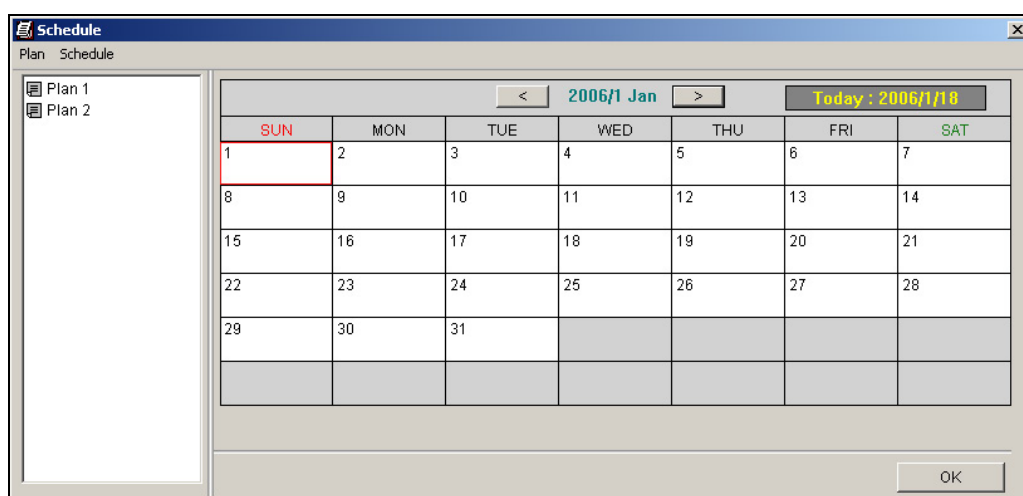 Schedule
Plan Schedule
Plan 1
Plan 2
< 2006/1 Jan > Today : 2006/1/18
SUN MON TUE WED THU FRI SAT
1 2 3 4 5 6 7
8 9 10 11 12 13 14
15 16 17 18 19 20 21
22 23 24 25 26 27 28
29 30 31
OK